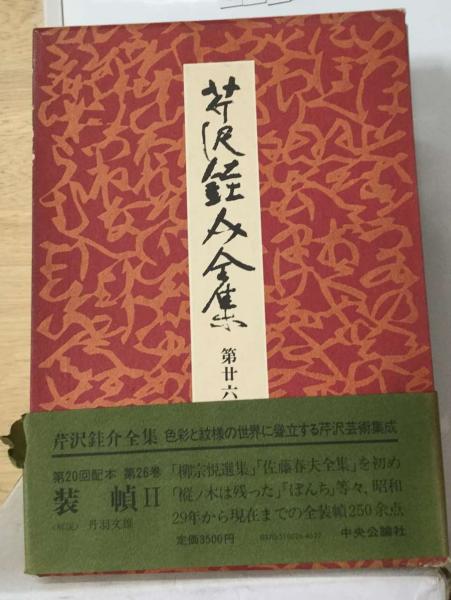 芹沢銈介全集
第廿六
芹沢銈介全集 色彩と紋様の世界に聳立する芹沢芸術集成
第20回配本 第26巻
装幀II
〈解説〉丹羽文雄
「柳宗悦選集」「佐藤春夫全集」を初め
「樅ノ木は残った」「ぼんち」等々、昭和
29年から現在までの全装幀250余点
定価3500円
中央公論社